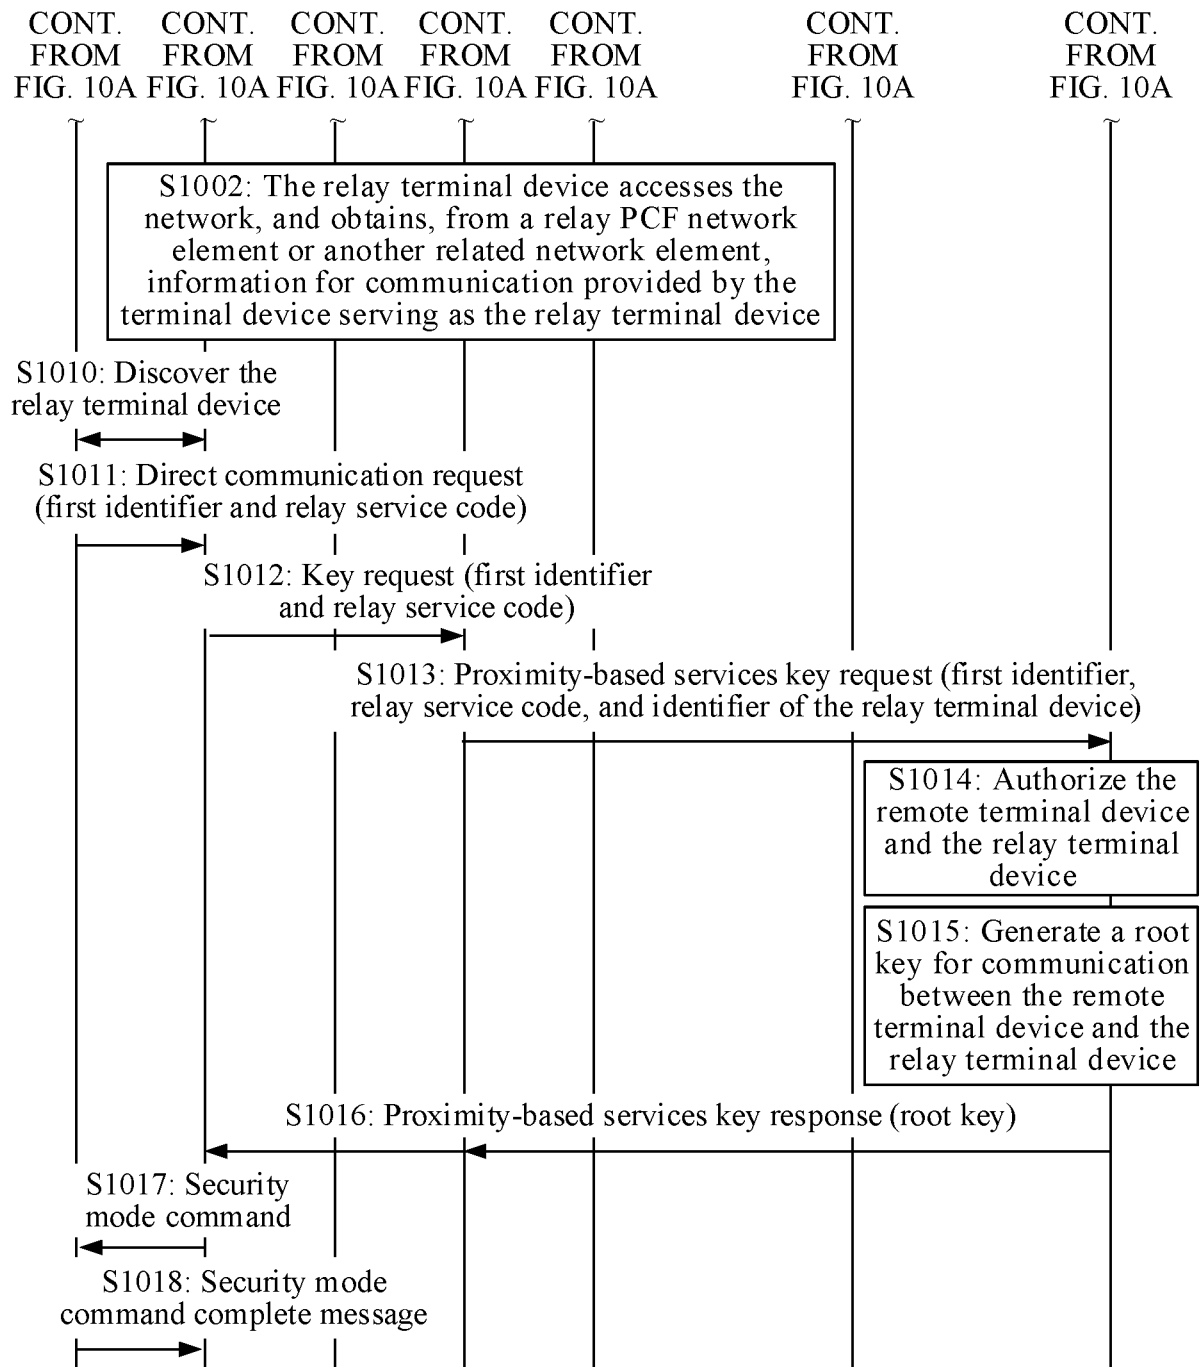 CONT. CONT. CONT. CONT. CONT. CONT. CONT.
FROM FROM FROM FROM FROM FROM FROM
FIG. 10A FIG. 10A FIG. 10A FIG. 10A FIG. 10A FIG. 10A FIG. 10A
S1002: The relay terminal device accesses the
network, and obtains, from a relay PCF network
element or another related network element,
information for communication provided by the
terminal device serving as the relay terminal device
S1010: Discover the
relay terminal device
S1011: Direct communication request
(first identifier and relay service code)
S1012: Key request (first identifier
and relay service code)
S1013: Proximity-based services key request (first identifier,
relay service code, and identifier of the relay terminal device)
S1014: Authorize the
remote terminal device
and the relay terminal
device
S1015: Generate a root
key for communication
between the remote
terminal device and the
relay terminal device
S1016: Proximity-based services key response (root key)
S1017: Security
mode command
S1018: Security mode
command complete message